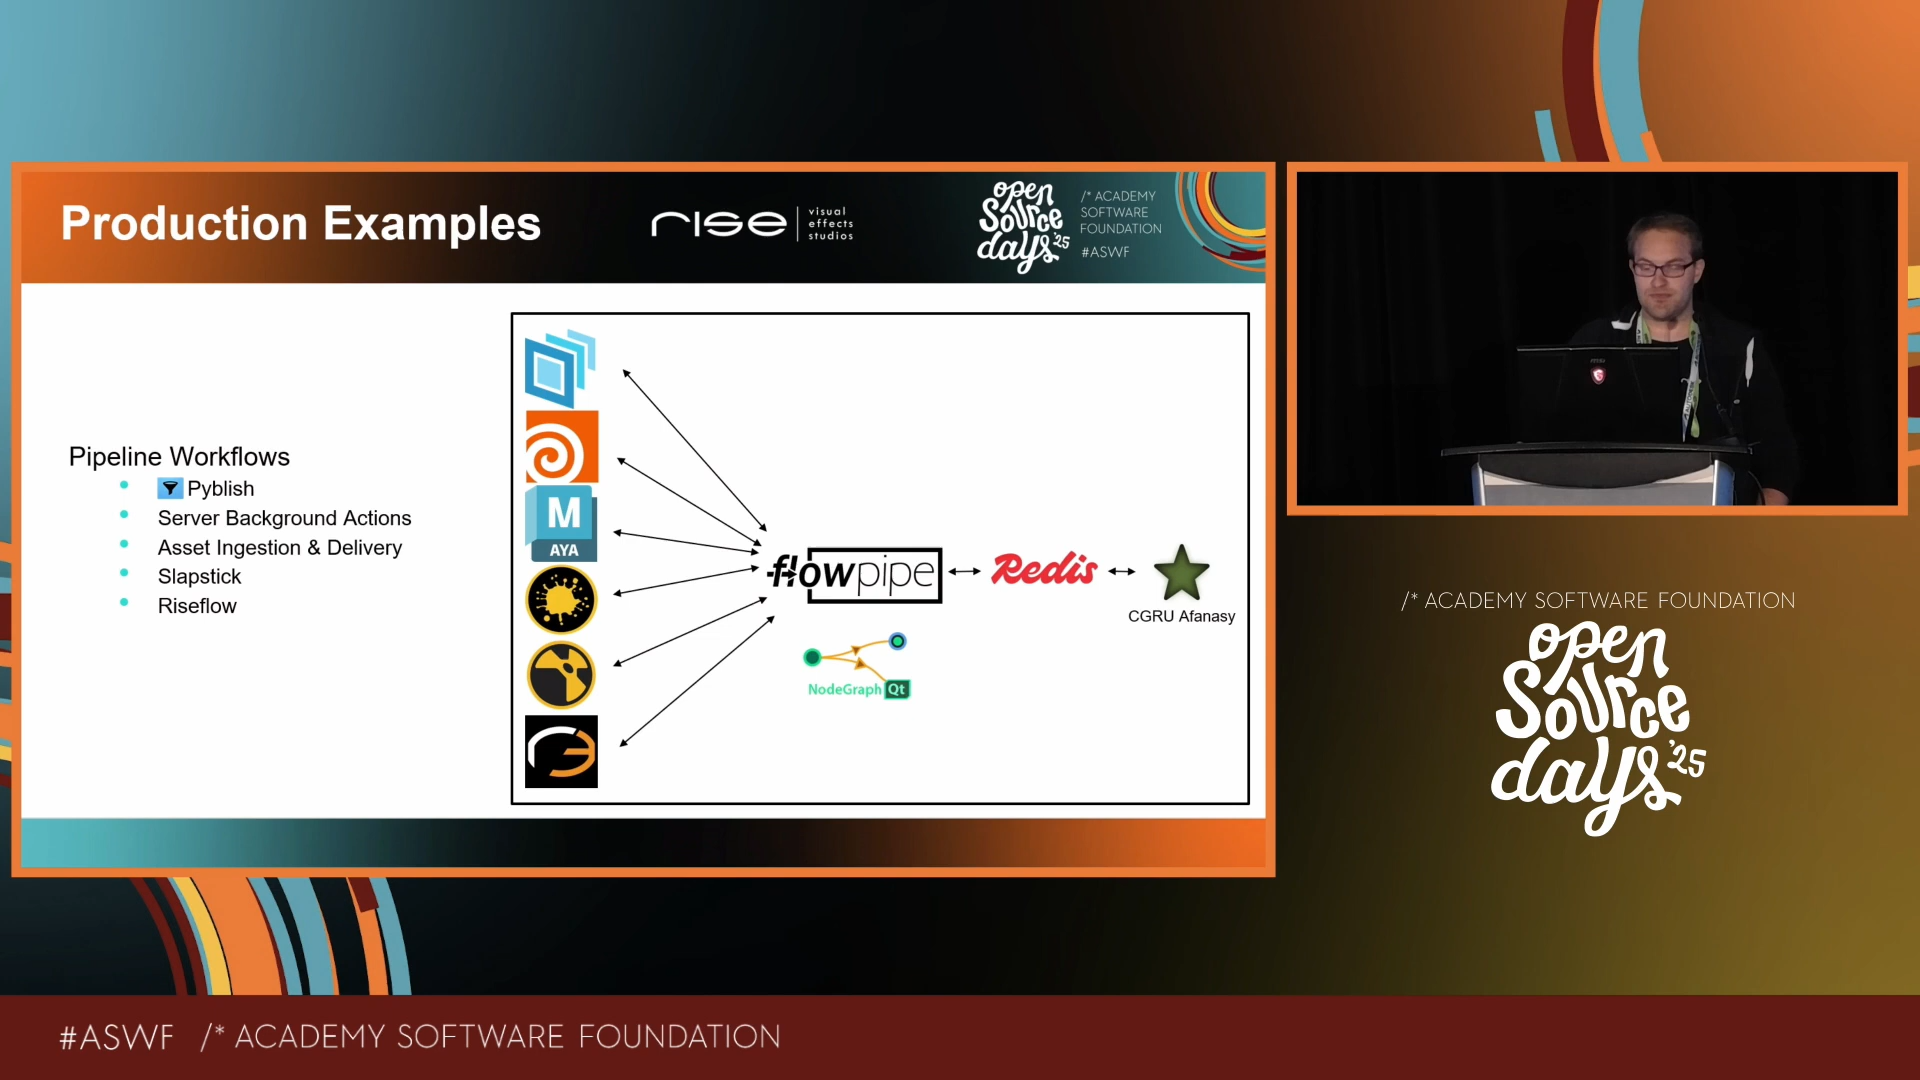 Production Examples
rise
visual
effects
studios
open
source
days '25
/* ACADEMY
SOFTWARE
FOUNDATION
#ASWF
Pipeline Workflows
Pyblish
Server Background Actions
Asset Ingestion & Delivery
Slapstick
Riseflow
M
AYA
flowpipe
Redis
CGRU Afanasy
NodeGraph Qt
/* ACADEMY SOFTWARE FOUNDATION
open
source
days '25
#ASWF /* ACADEMY SOFTWARE FOUNDATION